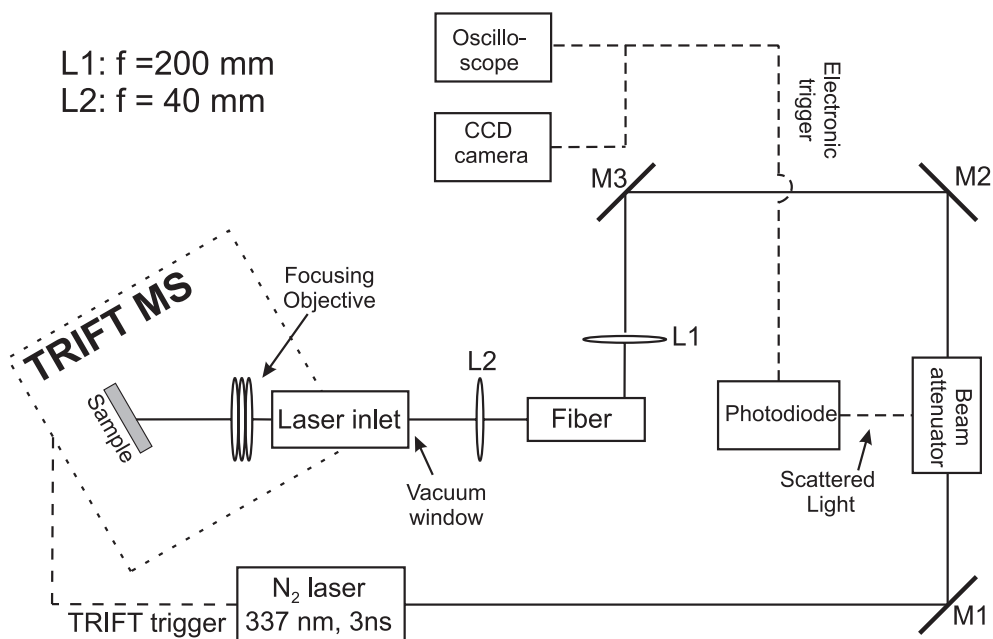 L1: f =200 mm
L2: f = 40 mm
Oscillo-
scope
CCD
camera
Electronic
trigger
M3
M2
Focusing
Objective
TRIFT MS
L1
L2
Sample
Laser inlet
Fiber
Photodiode
Beam
attenuator
Vacuum
window
Scattered
Light
N2 laser
337 nm, 3ns
TRIFT trigger
M1